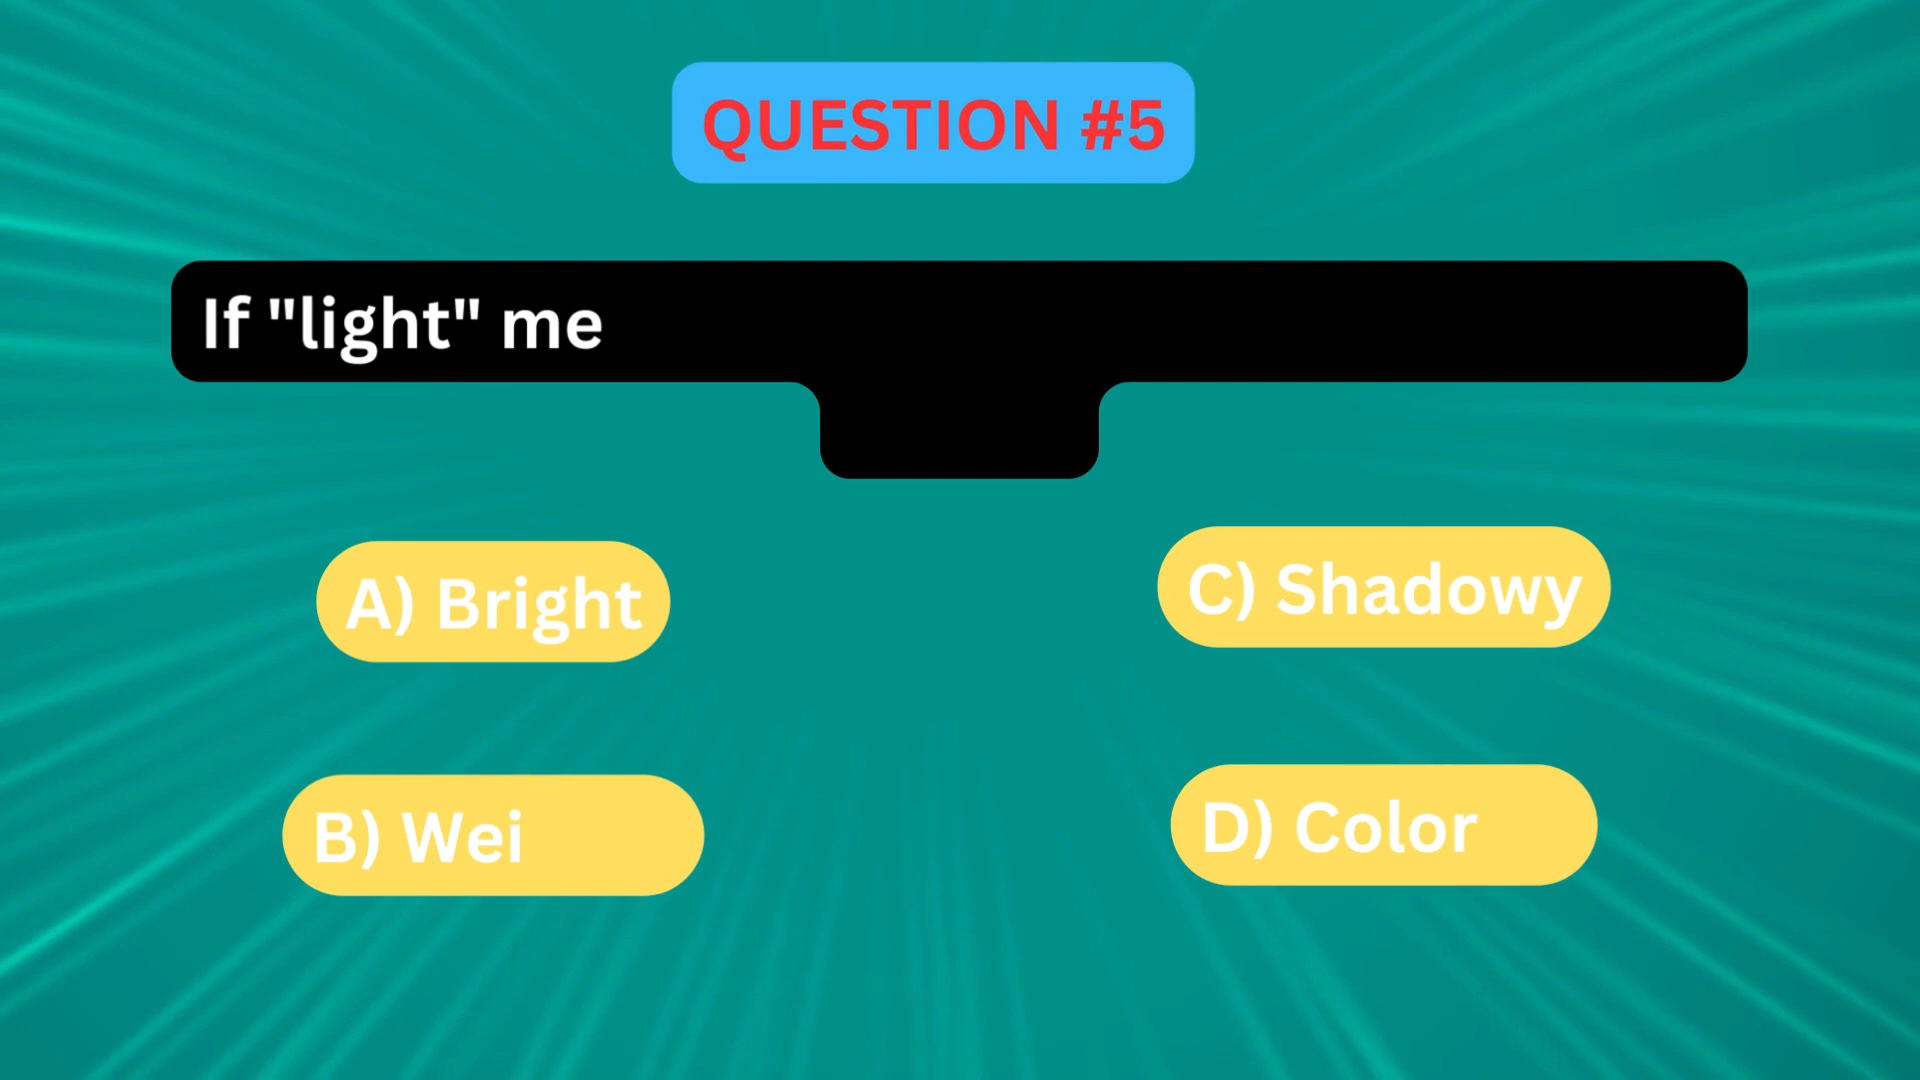 QUESTION #5
If "light" me
A) Bright
C) Shadowy
B) Wei
D) Color